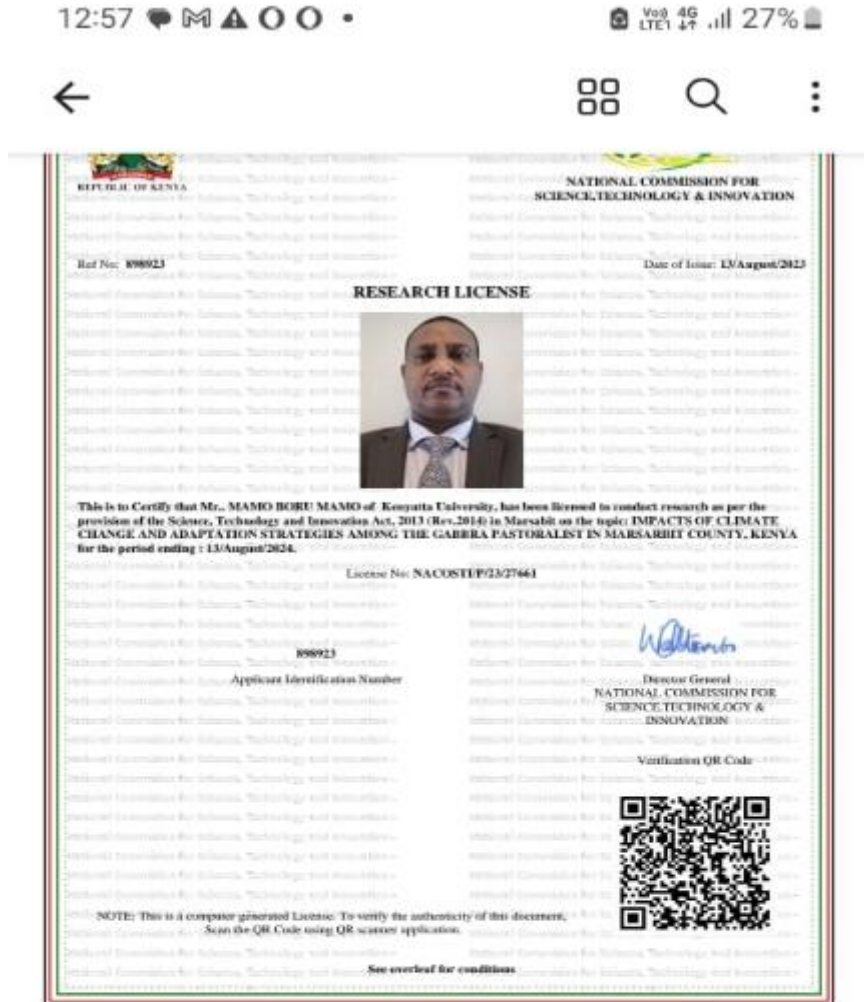 12:57
Vo)) 4G 27%
LTE1
REPUBLIC OF KENYA
NATIONAL COMMISSION FOR
SCIENCE,TECHNOLOGY & INNOVATION
Ref No: 898923
Date of Issue: 13/August/2023
RESEARCH LICENSE
This is to Certify that Mr.. MAMO BORU MAMO of Kenyatta University, has been licensed to conduct research as per the
provision of the Science, Technology and Innovation Act, 2013 (Rev.2014) in Marsabit on the topic: IMPACTS OF CLIMATE
CHANGE AND ADAPTATION STRATEGIES AMONG THE GABBRA PASTORALIST IN MARSARBIT COUNTY, KENYA
for the period ending : 13/August/2024.
License No: NACOSTI/P/23/27661
898923
Applicant Identification Number
Director General
NATIONAL COMMISSION FOR
SCIENCE,TECHNOLOGY &
INNOVATION
Verification QR Code
NOTE: This is a computer generated License. To verify the authenticity of this document,
Scan the QR Code using QR scanner application.
See overleaf for conditions